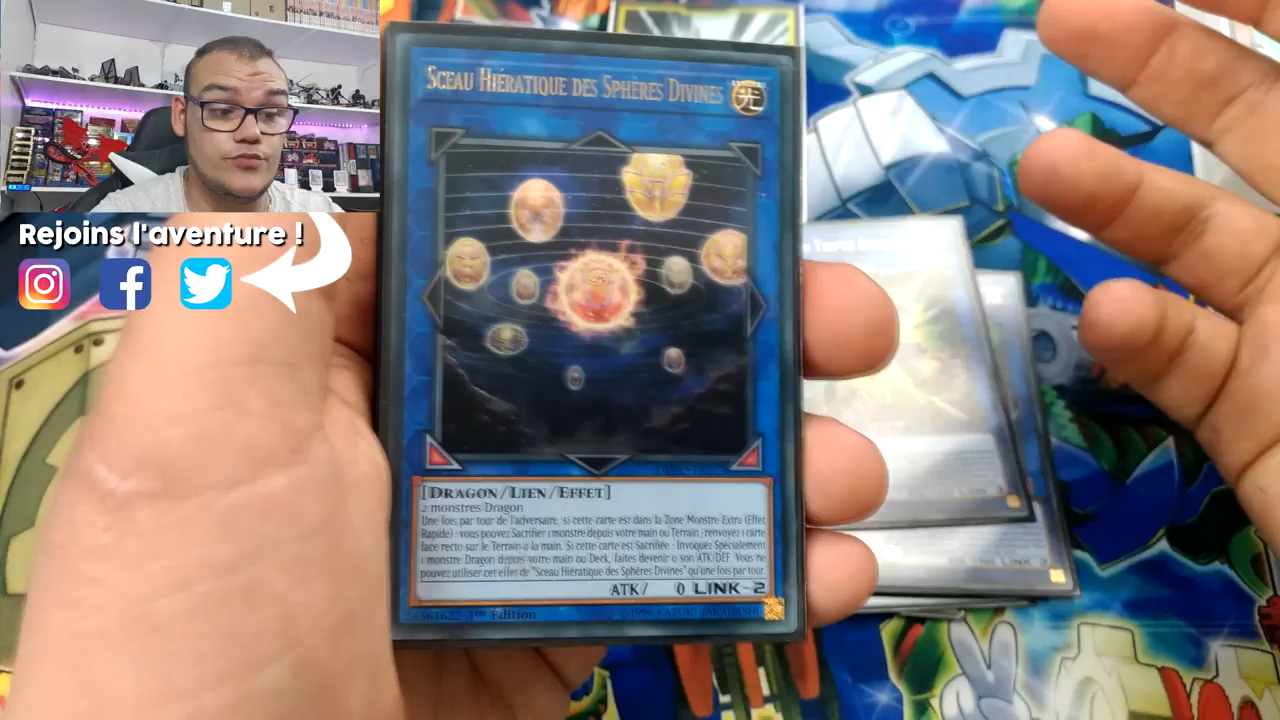 Sceau Hiératique des Sphères Divines
光
Rejoins l'aventure !
[Dragon/Lien/Effet]
2 monstres Dragon
Une fois par tour de l'adversaire, si cette carte est dans la Zone Monstre Extra (Effet
Rapide) : vous pouvez Sacrifier 1 monstre depuis votre main ou Terrain ; renvoyez 1 carte
face recto sur le Terrain à la main. Si cette carte est Sacrifiée : Invoquez Spécialement
1 monstre Dragon depuis votre main ou Deck, faites devenir 0 son ATK/DEF. Vous ne
pouvez utiliser cet effet de "Sceau Hiératique des Sphères Divines" qu'une fois par tour.
ATK/ 0 LINK-2
1ère Edition
©1996 KAZUKI TAKAHASHI